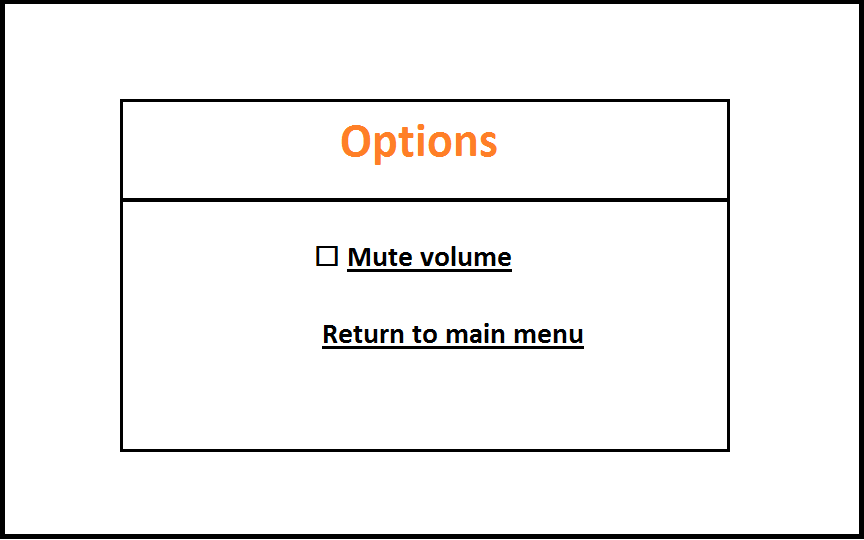 Options
☐ Mute volume
Return to main menu